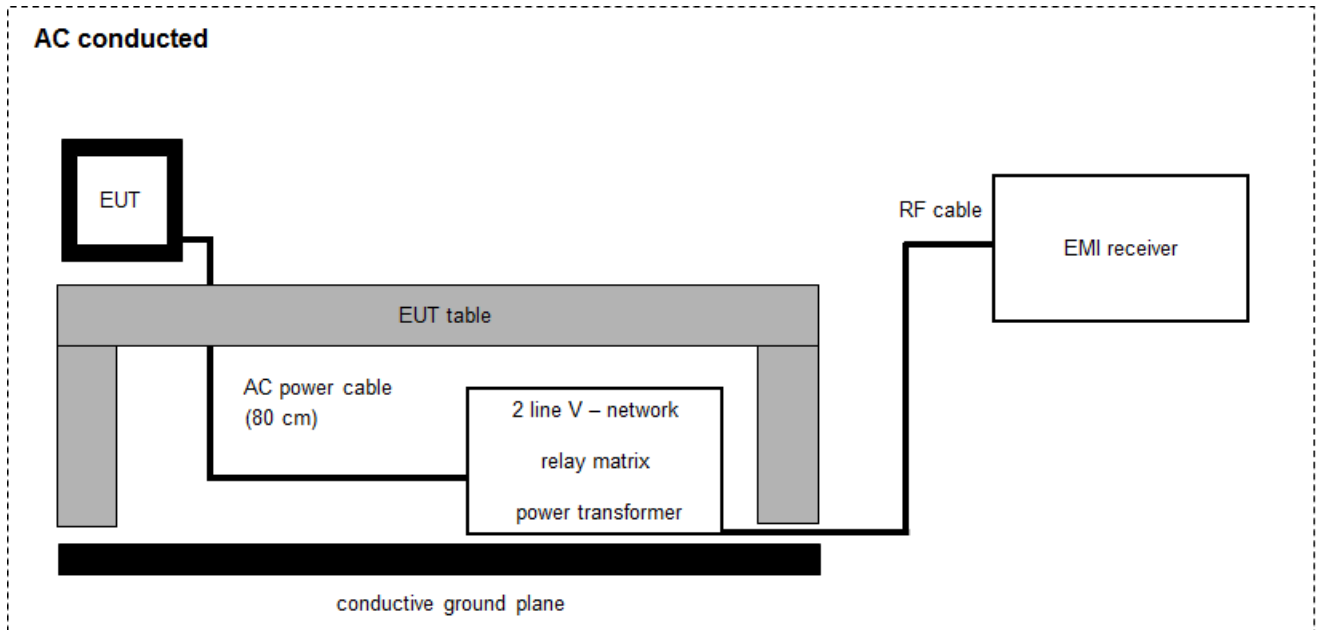 AC conducted
EUT
RF cable
EMI receiver
EUT table
AC power cable
(80 cm)
2 line V – network
relay matrix
power transformer
conductive ground plane